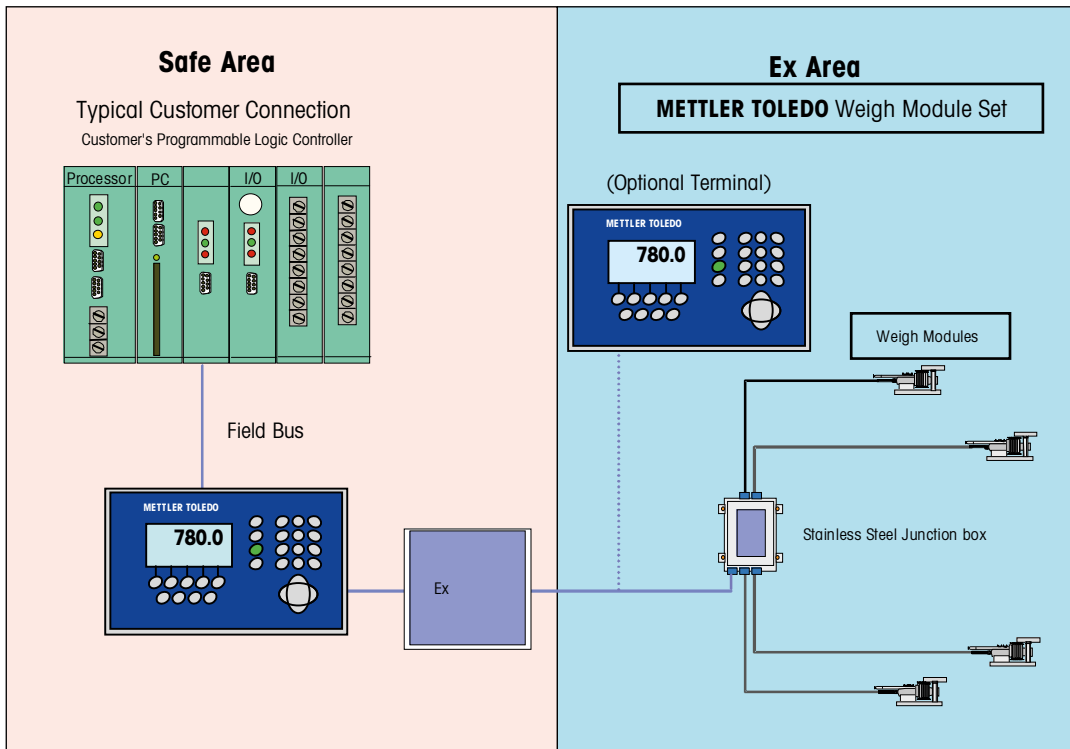 Safe Area
Typical Customer Connection
Customer's Programmable Logic Controller
Processor
PC
I/O
I/O
Field Bus
METTLER TOLEDO
780.0
Ex
Ex Area
METTLER TOLEDO Weigh Module Set
(Optional Terminal)
METTLER TOLEDO
780.0
Weigh Modules
Stainless Steel Junction box